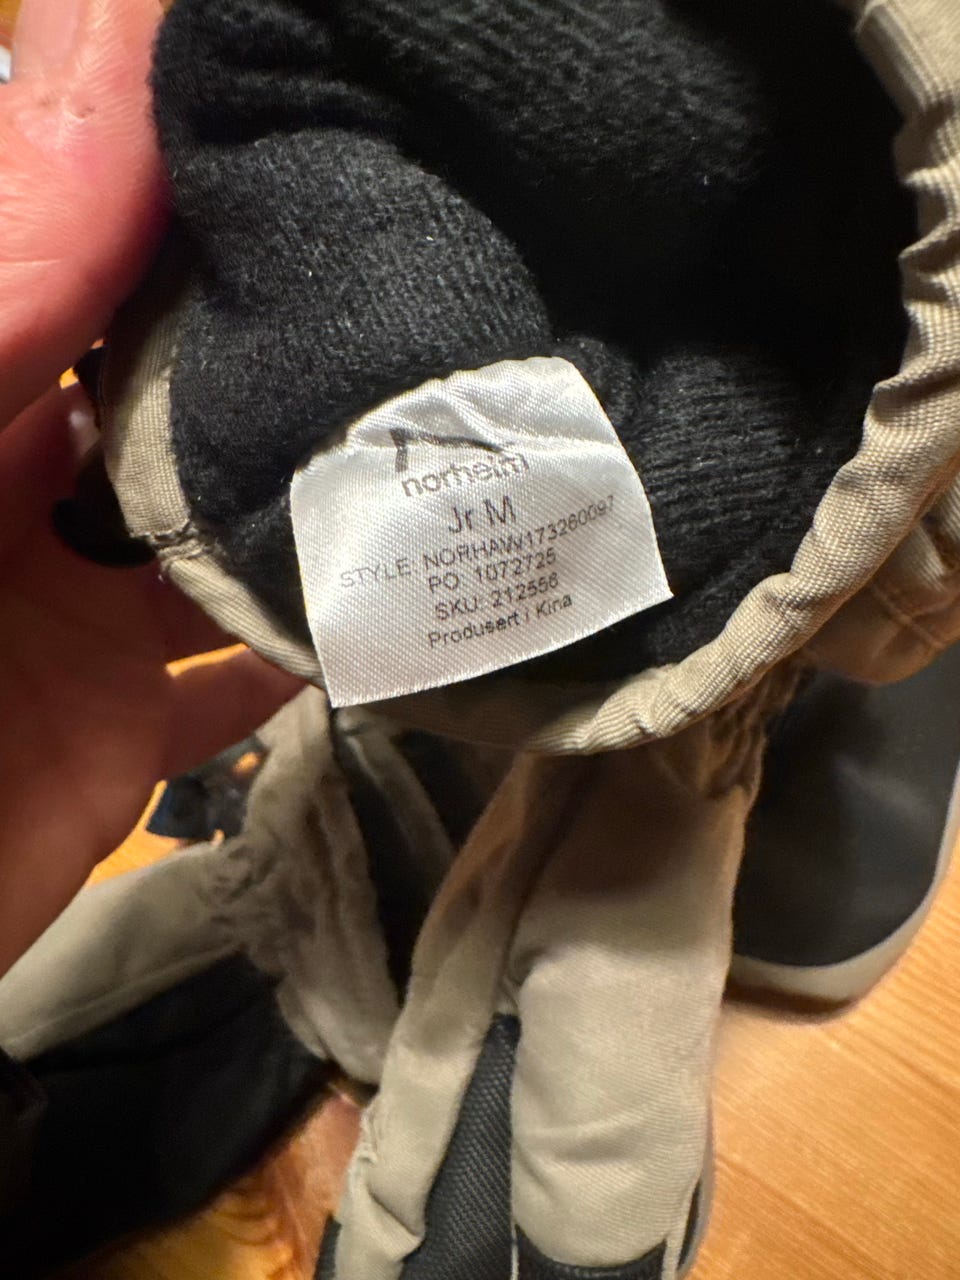 norheim
Jr M
STYLE NORHAW173260097
PO: 1072725
SKU: 212556
Produsert i Kina